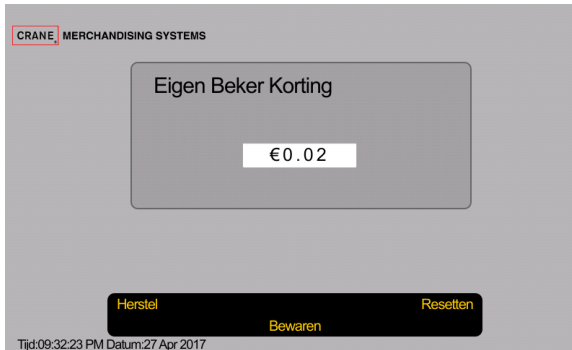 CRANE. MERCHANDISING SYSTEMS
Eigen Beker Korting
€0.02
Herstel Resetten
Bewaren
Tijd:09:32:23 PM Datum:27 Apr 2017